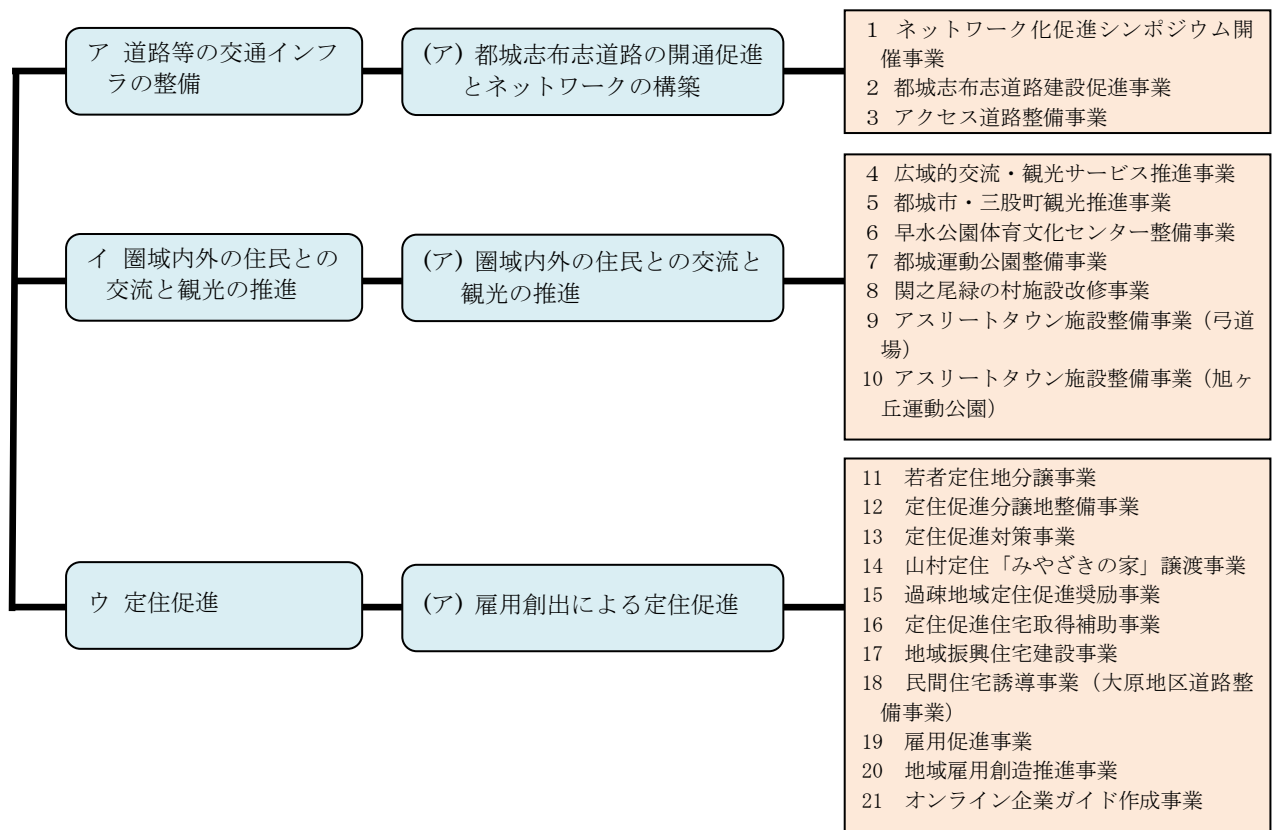 ア 道路等の交通インフ
ラの整備
(ア) 都城志布志道路の開通促進
とネットワークの構築
1 ネットワーク化促進シンポジウム開
催事業
2 都城志布志道路建設促進事業
3 アクセス道路整備事業
イ 圏域内外の住民との
交流と観光の推進
(ア) 圏域内外の住民との交流と
観光の推進
4 広域的交流・観光サービス推進事業
5 都城市・三股町観光推進事業
6 早水公園体育文化センター整備事業
7 都城運動公園整備事業
8 関之尾緑の村施設改修事業
9 アスリートタウン施設整備事業（弓道
場）
10 アスリートタウン施設整備事業（旭ヶ
丘運動公園）
ウ 定住促進
(ア) 雇用創出による定住促進
11 若者定住地分譲事業
12 定住促進分譲地整備事業
13 定住促進対策事業
14 山村定住「みやざきの家」譲渡事業
15 過疎地域定住促進奨励事業
16 定住促進住宅取得補助事業
17 地域振興住宅建設事業
18 民間住宅誘導事業（大原地区道路整
備事業）
19 雇用促進事業
20 地域雇用創造推進事業
21 オンライン企業ガイド作成事業